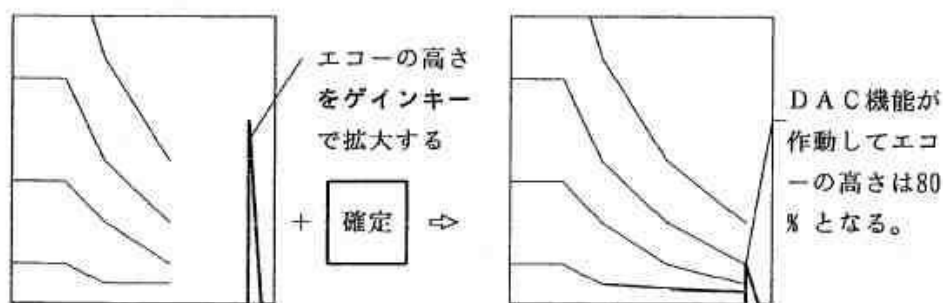 エコーの高さ
をゲインキー
で拡大する
+ 確定 ⇨
DAC機能が
作動してエコ
ーの高さは80
% となる。